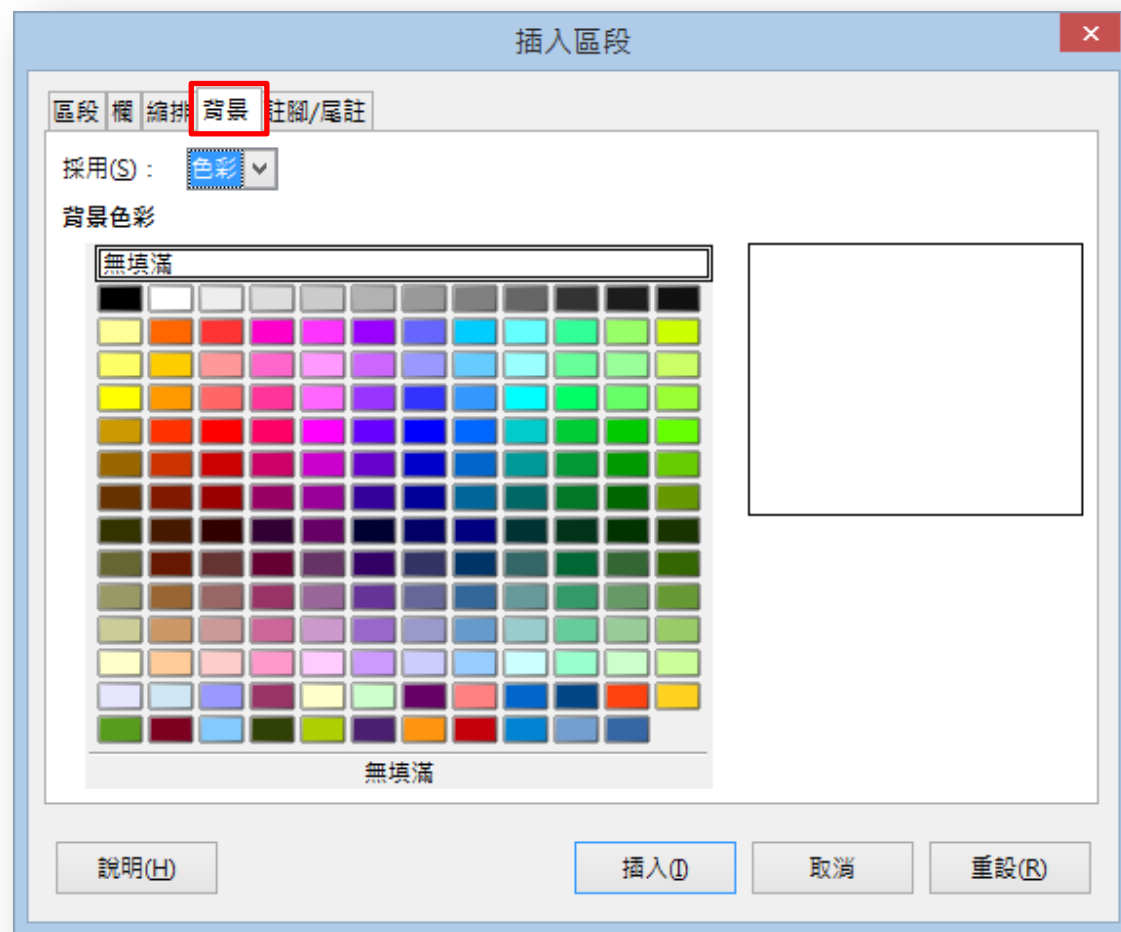 插入區段
區段 欄 縮排 背景 註腳/尾註
採用(S)： 色彩
背景色彩
無填滿
無填滿
說明(H) 插入(I) 取消 重設(R)